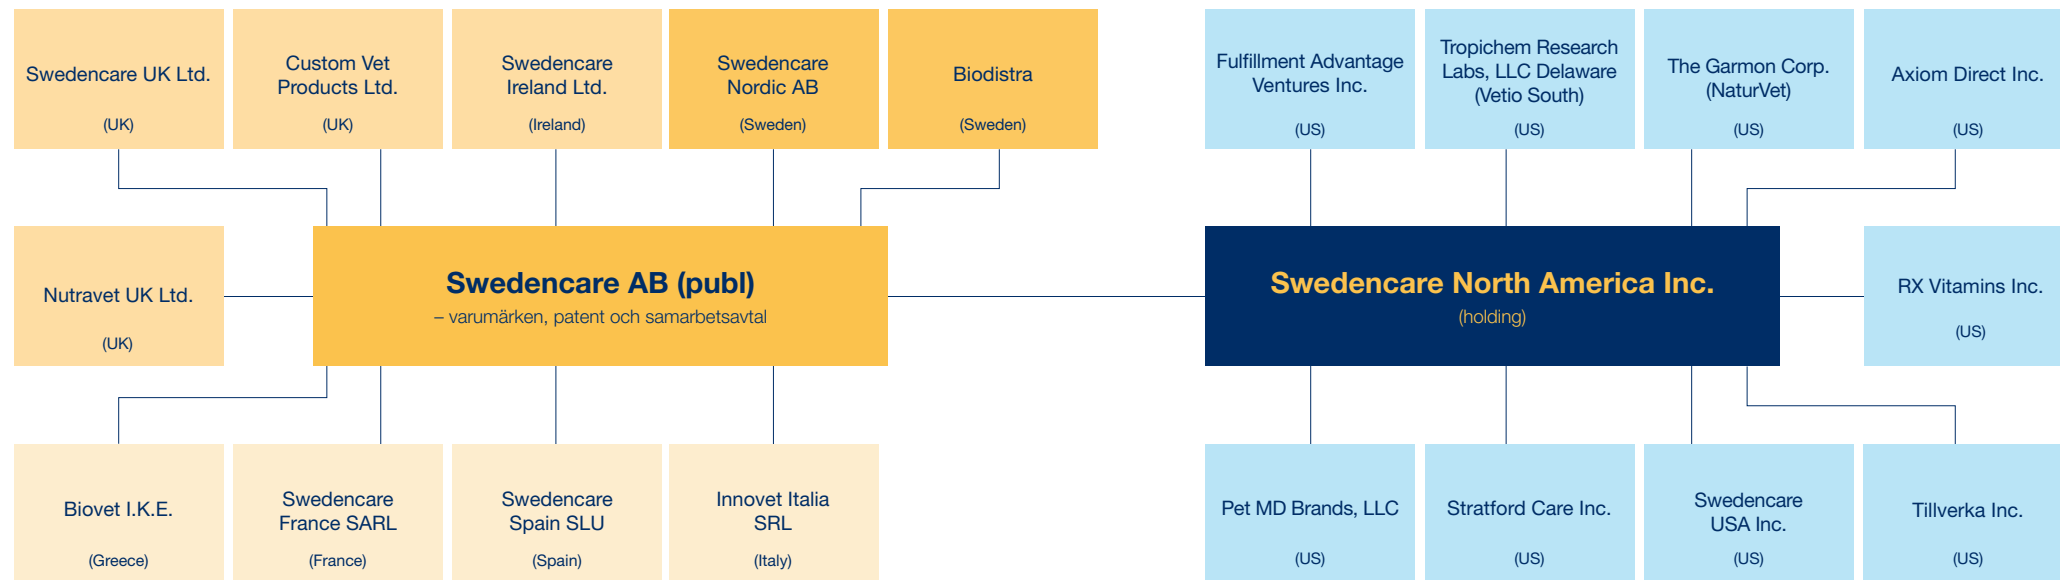 Swedencare UK Ltd.
(UK)
Custom Vet
Products Ltd.
(UK)
Swedencare
Ireland Ltd.
(Ireland)
Swedencare
Nordic AB
(Sweden)
Biodistra
(Sweden)
Fulfillment Advantage
Ventures Inc.
(US)
Tropichem Research
Labs, LLC Delaware
(Vetio South)
(US)
The Garmon Corp.
(NaturVet)
(US)
Axiom Direct Inc.
(US)
Nutravet UK Ltd.
(UK)
Swedencare AB (publ)
– varumärken, patent och samarbetsavtal
Swedencare North America Inc.
(holding)
RX Vitamins Inc.
(US)
Biovet I.K.E.
(Greece)
Swedencare
France SARL
(France)
Swedencare
Spain SLU
(Spain)
Innovet Italia
SRL
(Italy)
Pet MD Brands, LLC
(US)
Stratford Care Inc.
(US)
Swedencare
USA Inc.
(US)
Tillverka Inc.
(US)